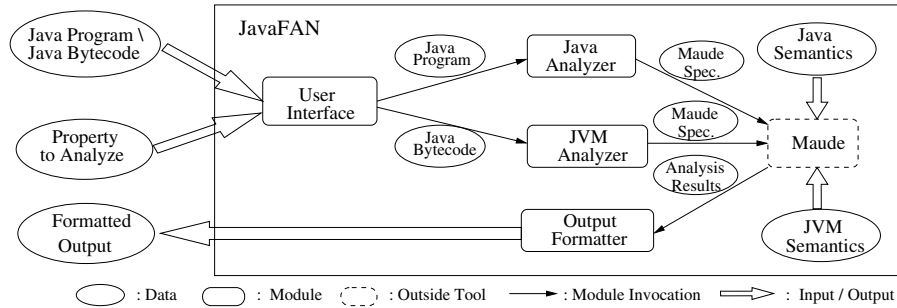 JavaFAN
Java Program \
Java Bytecode
Property
to Analyze
Formatted
Output
User
Interface
Java
Program
Java
Bytecode
Java
Analyzer
JVM
Analyzer
Output
Formatter
Maude
Spec.
Maude
Spec.
Analysis
Results
Java
Semantics
Maude
JVM
Semantics
: Data
: Module
: Outside Tool
: Module Invocation
: Input / Output